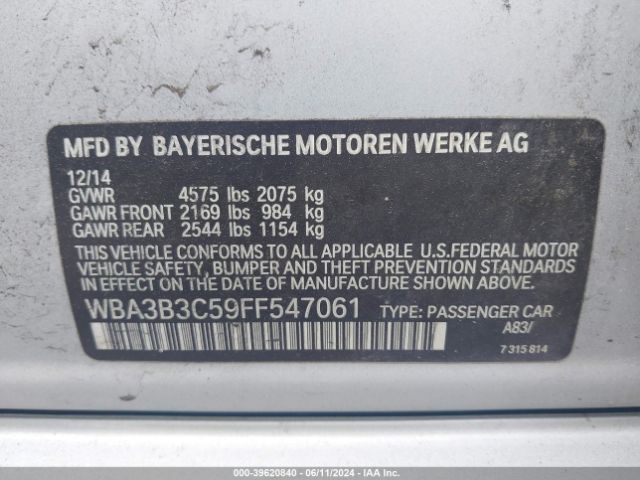 MFD BY BAYERISCHE MOTOREN WERKE AG
12/14
GVWR 4575 lbs 2075 kg
GAWR FRONT 2169 lbs 984 kg
GAWR REAR 2544 lbs 1154 kg
THIS VEHICLE CONFORMS TO ALL APPLICABLE U.S.FEDERAL MOTOR
VEHICLE SAFETY, BUMPER AND THEFT PREVENTION STANDARDS
IN EFFECT ON THE DATE OF MANUFACTURE SHOWN ABOVE.
WBA3B3C59FF547061 TYPE: PASSENGER CAR
A83/
7 315 814
000-39620840 - 06/11/2024 - IAA, Inc.